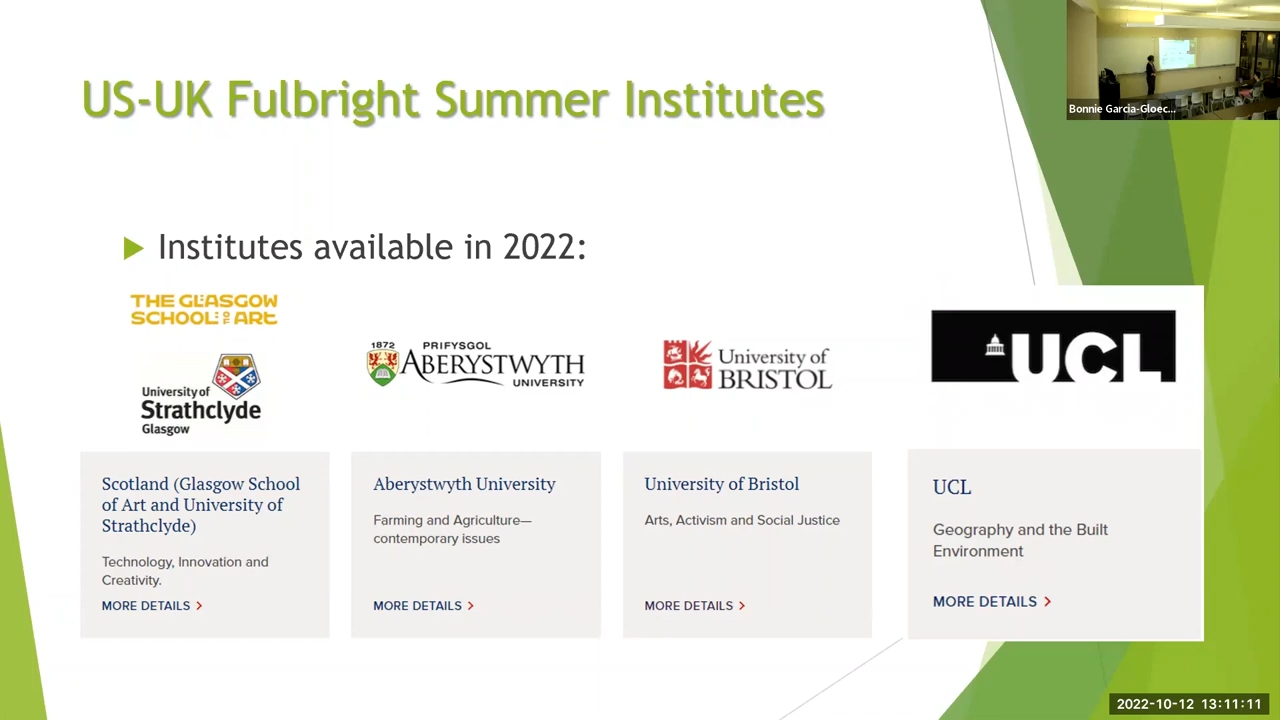 US-UK Fulbright Summer Institutes
Bonnie Garcia-Gloec...
Institutes available in 2022:
THE GLASGOW
SCHOOL OF ART
University of
Strathclyde
Glasgow
1872
PRIFYSGOL
ABERYSTWYTH
UNIVERSITY
University of
BRISTOL
UCL
Scotland (Glasgow School
of Art and University of
Strathclyde)
Technology, Innovation and
Creativity.
MORE DETAILS >
Aberystwyth University
Farming and Agriculture—
contemporary issues
MORE DETAILS >
University of Bristol
Arts, Activism and Social Justice
MORE DETAILS >
UCL
Geography and the Built
Environment
MORE DETAILS >
2022-10-12 13:11:11